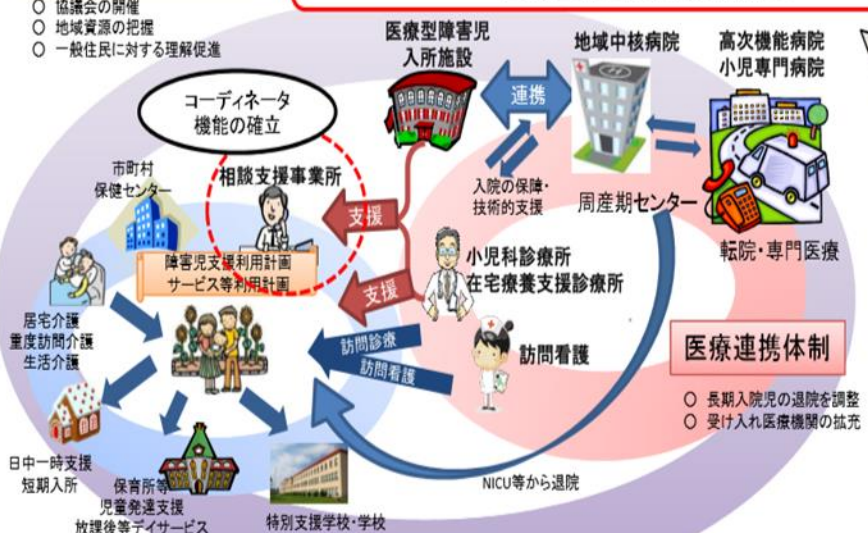 ○ 協議会の開催
○ 地域資源の把握
○ 一般住民に対する理解促進
医療型障害児
入所施設
地域中核病院
高次機能病院
小児専門病院
コーディネータ
機能の確立
連携
市町村
保健センター
相談支援事業所
入院の保障・
技術的支援
周産期センター
支援
転院・専門医療
小児科診療所
在宅療養支援診療所
障害児支援利用計画
サービス等利用計画
支援
居宅介護
重度訪問介護
生活介護
訪問診療
訪問看護
訪問看護
医療連携体制
○ 長期入院児の退院を調整
○ 受け入れ医療機関の拡充
日中一時支援
短期入所
保育所等
児童発達支援
放課後等デイサービス
特別支援学校・学校
NICU等から退院